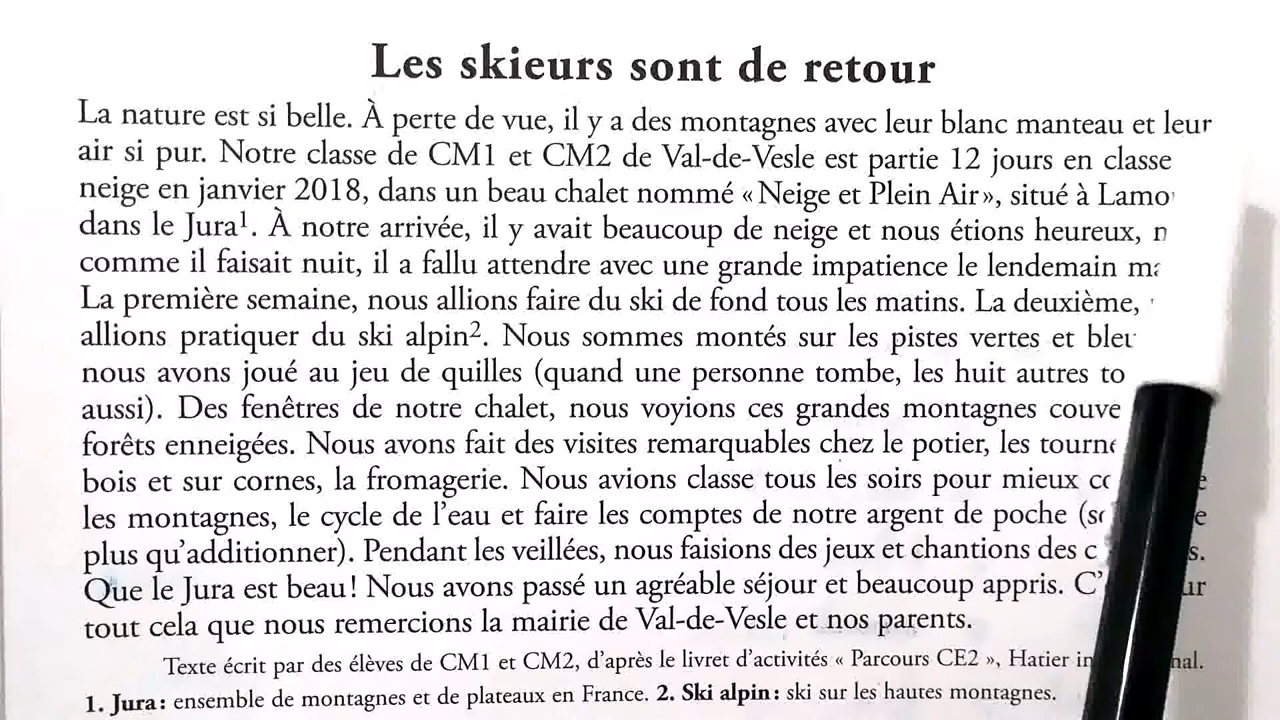 Les skieurs sont de retour
La nature est si belle. À perte de vue, il y a des montagnes avec leur blanc manteau et leur
air si pur. Notre classe de CM1 et CM2 de Val-de-Vesle est partie 12 jours en classe
neige en janvier 2018, dans un beau chalet nommé «Neige et Plein Air», situé à
dans le Jura¹. À notre arrivée, il y avait beaucoup de neige et nous étions heureux,
comme il faisait nuit, il a fallu attendre avec une grande impatience le lendemain
La première semaine, nous allions faire du ski de fond tous les matins. La deuxième,
allions pratiquer du ski alpin². Nous sommes montés sur les pistes vertes et
nous avons joué au jeu de quilles (quand une personne tombe, les huit autres
aussi). Des fenêtres de notre chalet, nous voyions ces grandes montagnes
forêts enneigées. Nous avons fait des visites remarquables chez le potier, les
bois et sur cornes, la fromagerie. Nous avions classe tous les soirs pour mieux
les montagnes, le cycle de l'eau et faire les comptes de notre argent de poche
plus qu'additionner). Pendant les veillées, nous faisions des jeux et chantions des
Que le Jura est beau! Nous avons passé un agréable séjour et beaucoup appris.
tout cela que nous remercions la mairie de Val-de-Vesle et nos parents.
Texte écrit par des élèves de CM1 et CM2, d'après le livret d'activités « Parcours CE2 », Hatier
1. Jura: ensemble de montagnes et de plateaux en France. 2. Ski alpin: ski sur les hautes montagnes.